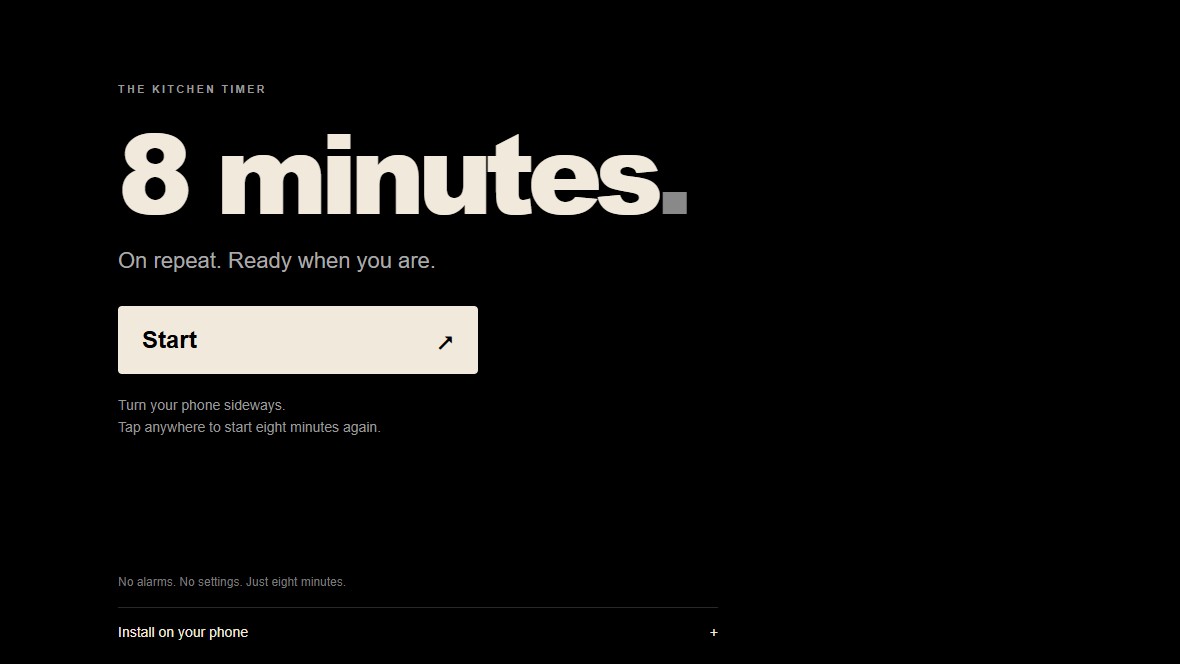 THE KITCHEN TIMER
8 minutes.
On repeat. Ready when you are.
Start ↗
Turn your phone sideways.
Tap anywhere to start eight minutes again.
No alarms. No settings. Just eight minutes.
Install on your phone +